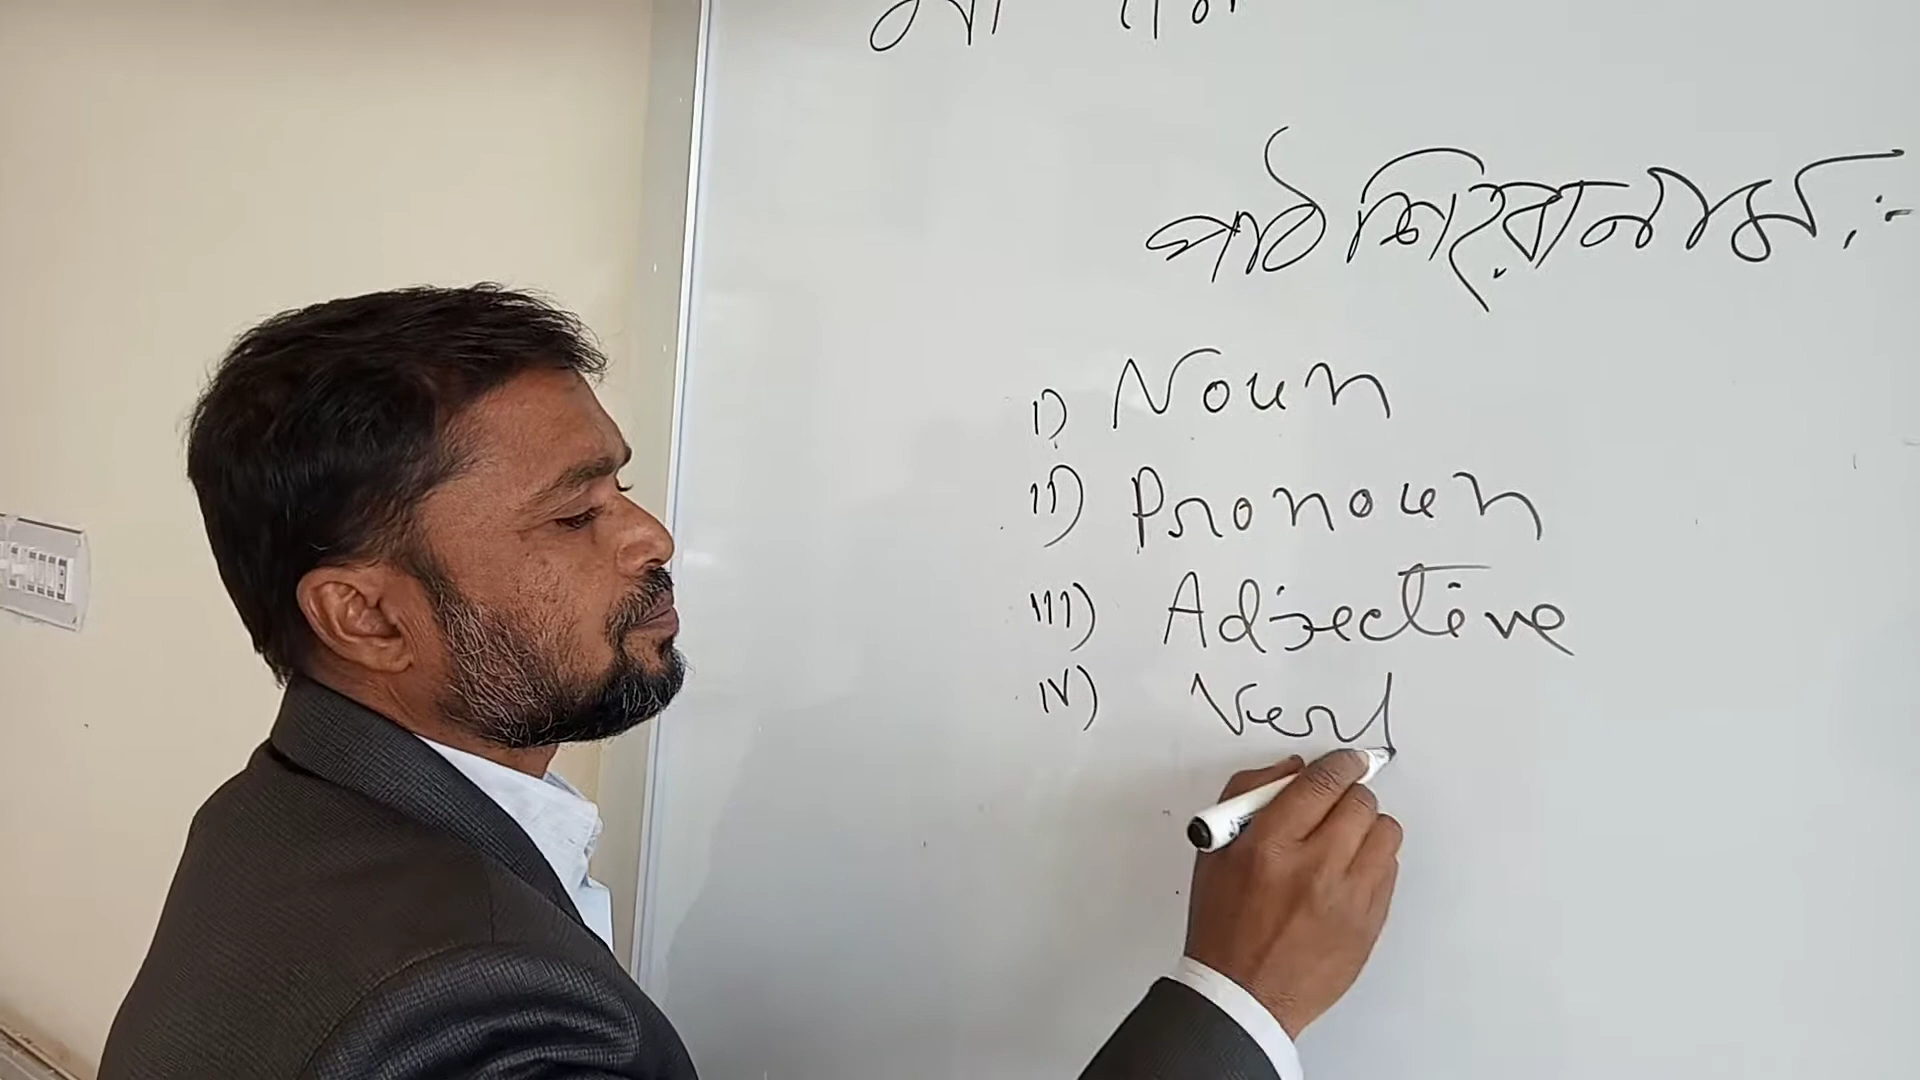 পাঠ শিরোনাম :-
I) Noun
II) Pronoun
III) Adjective
IV) Verb